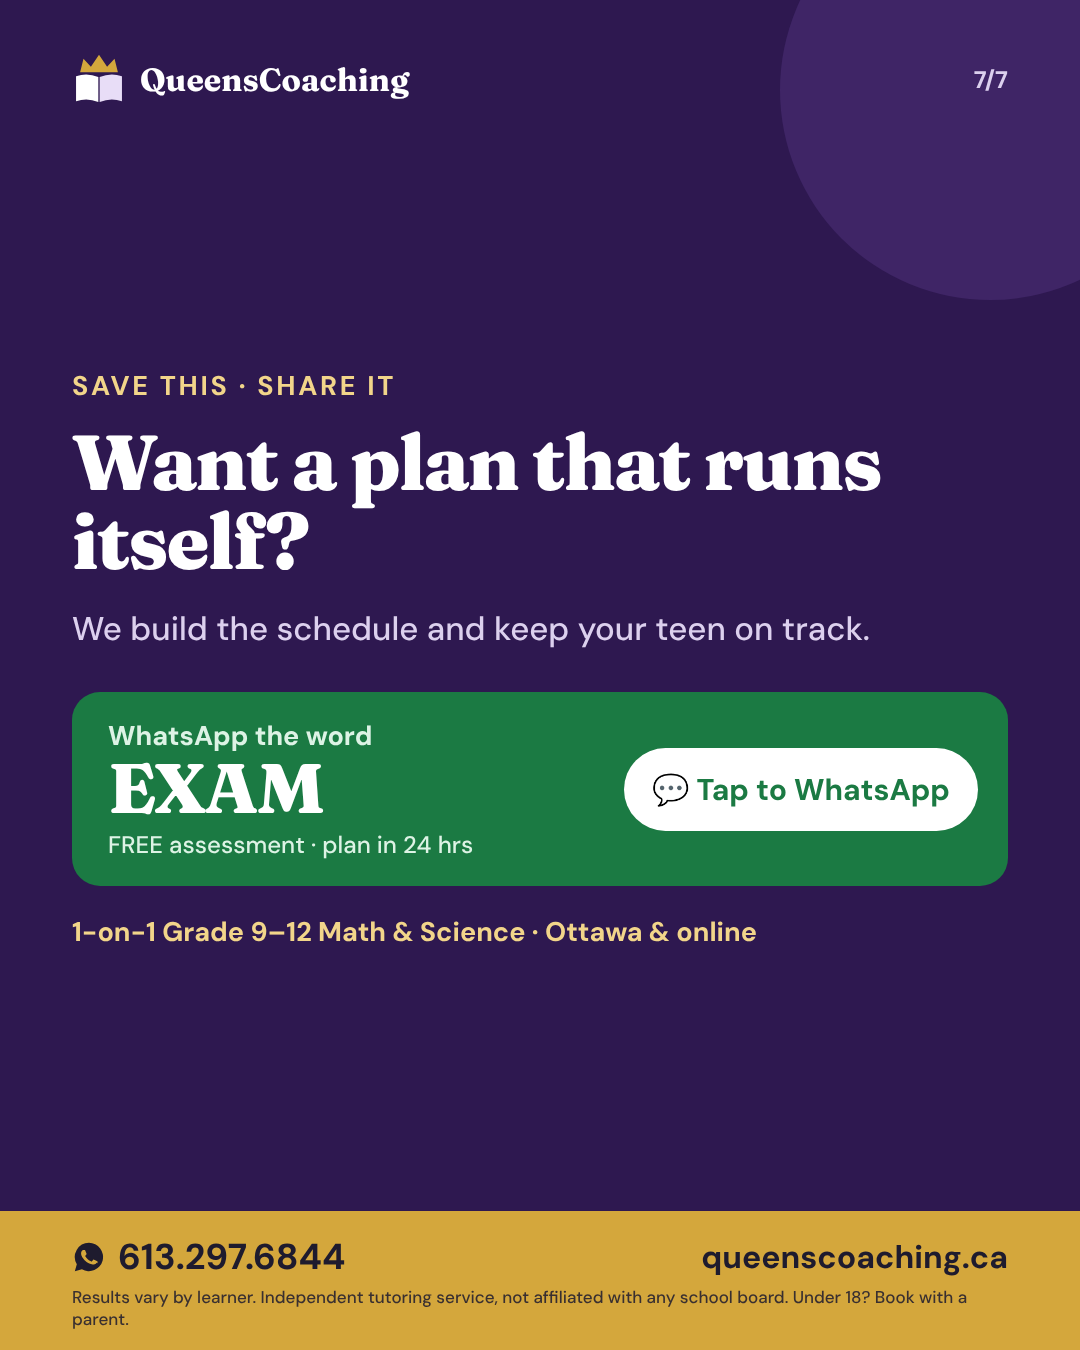 QueensCoaching
7/7
SAVE THIS · SHARE IT
Want a plan that runs
itself?
We build the schedule and keep your teen on track.
WhatsApp the word
EXAM
FREE assessment · plan in 24 hrs
💬 Tap to WhatsApp
1-on-1 Grade 9–12 Math & Science · Ottawa & online
613.297.6844
queenscoaching.ca
Results vary by learner. Independent tutoring service, not affiliated with any school board. Under 18? Book with a
parent.